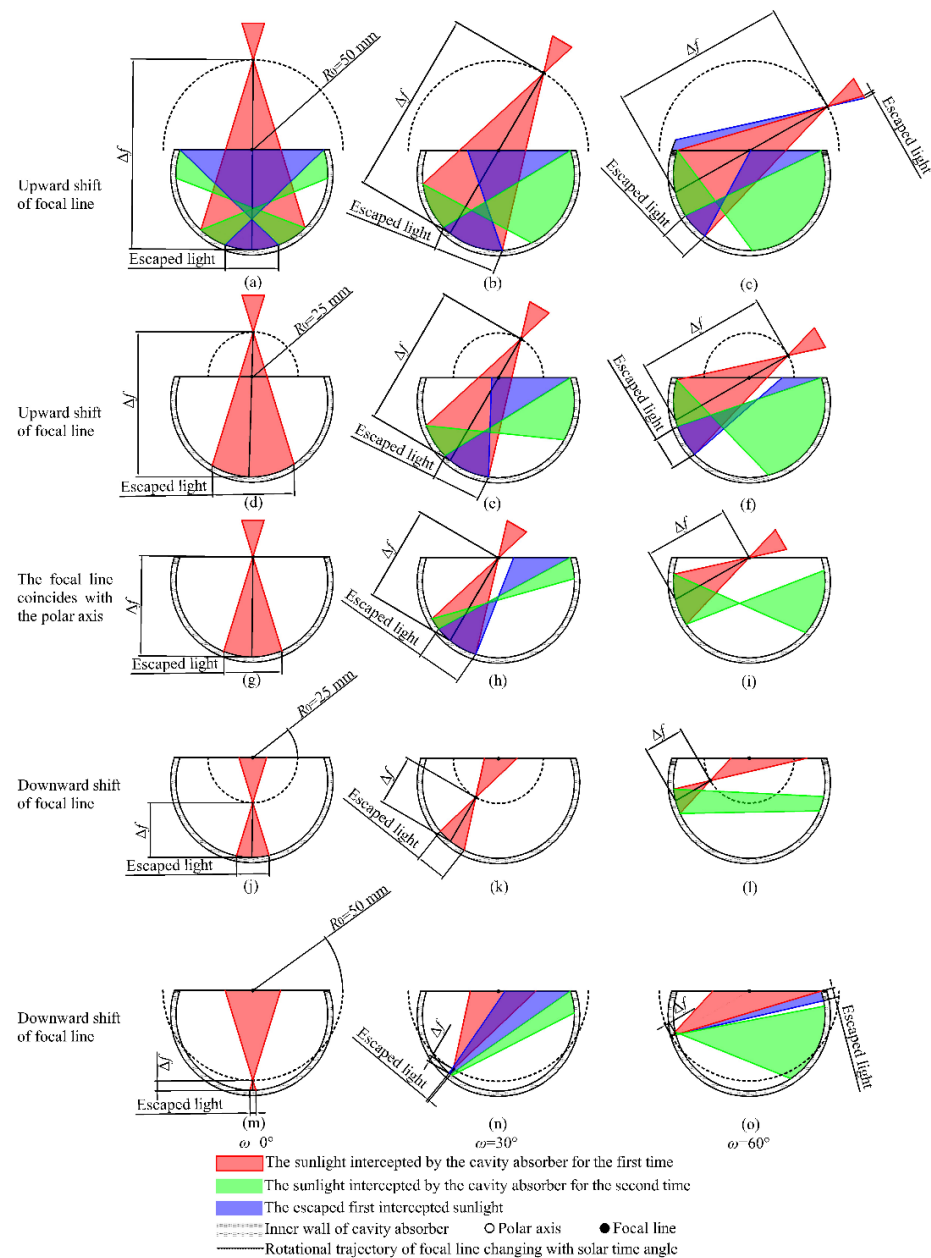 R₀=50 mm
Δf
Δf
Δf
Escaped light
Upward shift
of focal line
Escaped light
Escaped light
Escaped light
(a)
(b)
(c)
R₀=25 mm
Δf
Δf
Δf
Upward shift
of focal line
Escaped light
Escaped light
Escaped light
(d)
(e)
(f)
The focal line
coincides with
the polar axis
Δf
Δf
Δf
Escaped light
Escaped light
(g)
(h)
(i)
R₀=25 mm
Downward shift
of focal line
Δf
Δf
Δf
Escaped light
Escaped light
(j)
(k)
(l)
R₀=50 mm
Downward shift
of focal line
Δf
Δf
Δf
Escaped light
Escaped light
Escaped light
(m)
(n)
(o)
ω 0°
ω=30°
ω=60°
The sunlight intercepted by the cavity absorber for the first time
The sunlight intercepted by the cavity absorber for the second time
The escaped first intercepted sunlight
Inner wall of cavity absorber Polar axis Focal line
Rotational trajectory of focal line changing with solar time angle